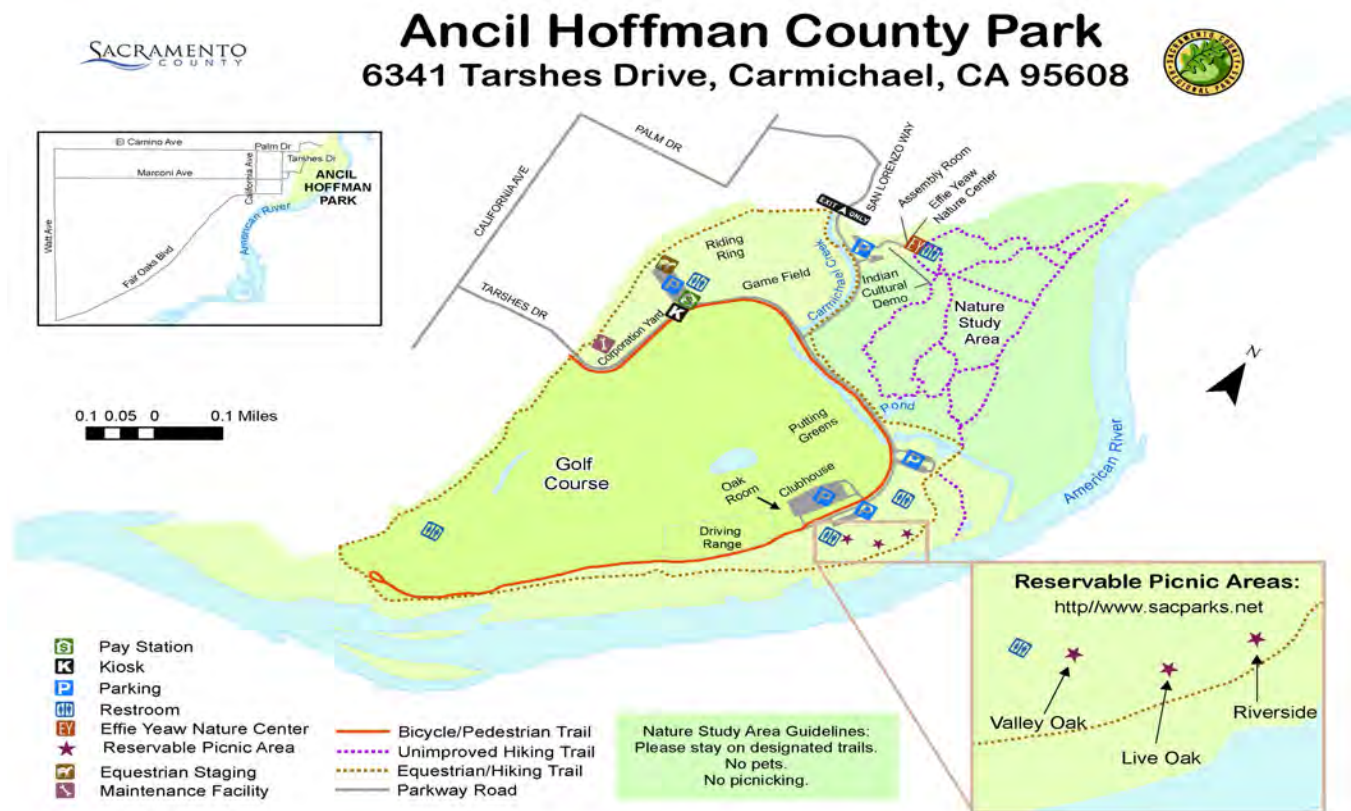 SACRAMENTO
COUNTY
Ancil Hoffman County Park
6341 Tarshes Drive, Carmichael, CA 95608
SACRAMENTO COUNTY
REGIONAL PARKS
El Camino Ave
Palm Dr
Tarshes Dr
Marconi Ave
California Ave
ANCIL
HOFFMAN
PARK
American River
Watt Ave
Fair Oaks Blvd
PALM DR
CALIFORNIA AVE
TARSHES DR
SAN LORENZO WAY
EXIT ONLY
Assembly Room
Effie Yeaw
Nature Center
EY
P
Riding
Ring
Game Field
Carmichael Creek
Indian
Cultural
Demo
Nature
Study
Area
P
S
K
Corporation Yard
N
0.1 0.05 0 0.1 Miles
Pond
Putting
Greens
P
American River
Golf
Course
Oak
Room
Clubhouse
P
P
Driving
Range
Reservable Picnic Areas:
http//www.sacparks.net
Valley Oak
Live Oak
Riverside
S Pay Station
K Kiosk
P Parking
Restroom
EY Effie Yeaw Nature Center
Reservable Picnic Area
Equestrian Staging
Maintenance Facility
Bicycle/Pedestrian Trail
Unimproved Hiking Trail
Equestrian/Hiking Trail
Parkway Road
Nature Study Area Guidelines:
Please stay on designated trails.
No pets.
No picnicking.